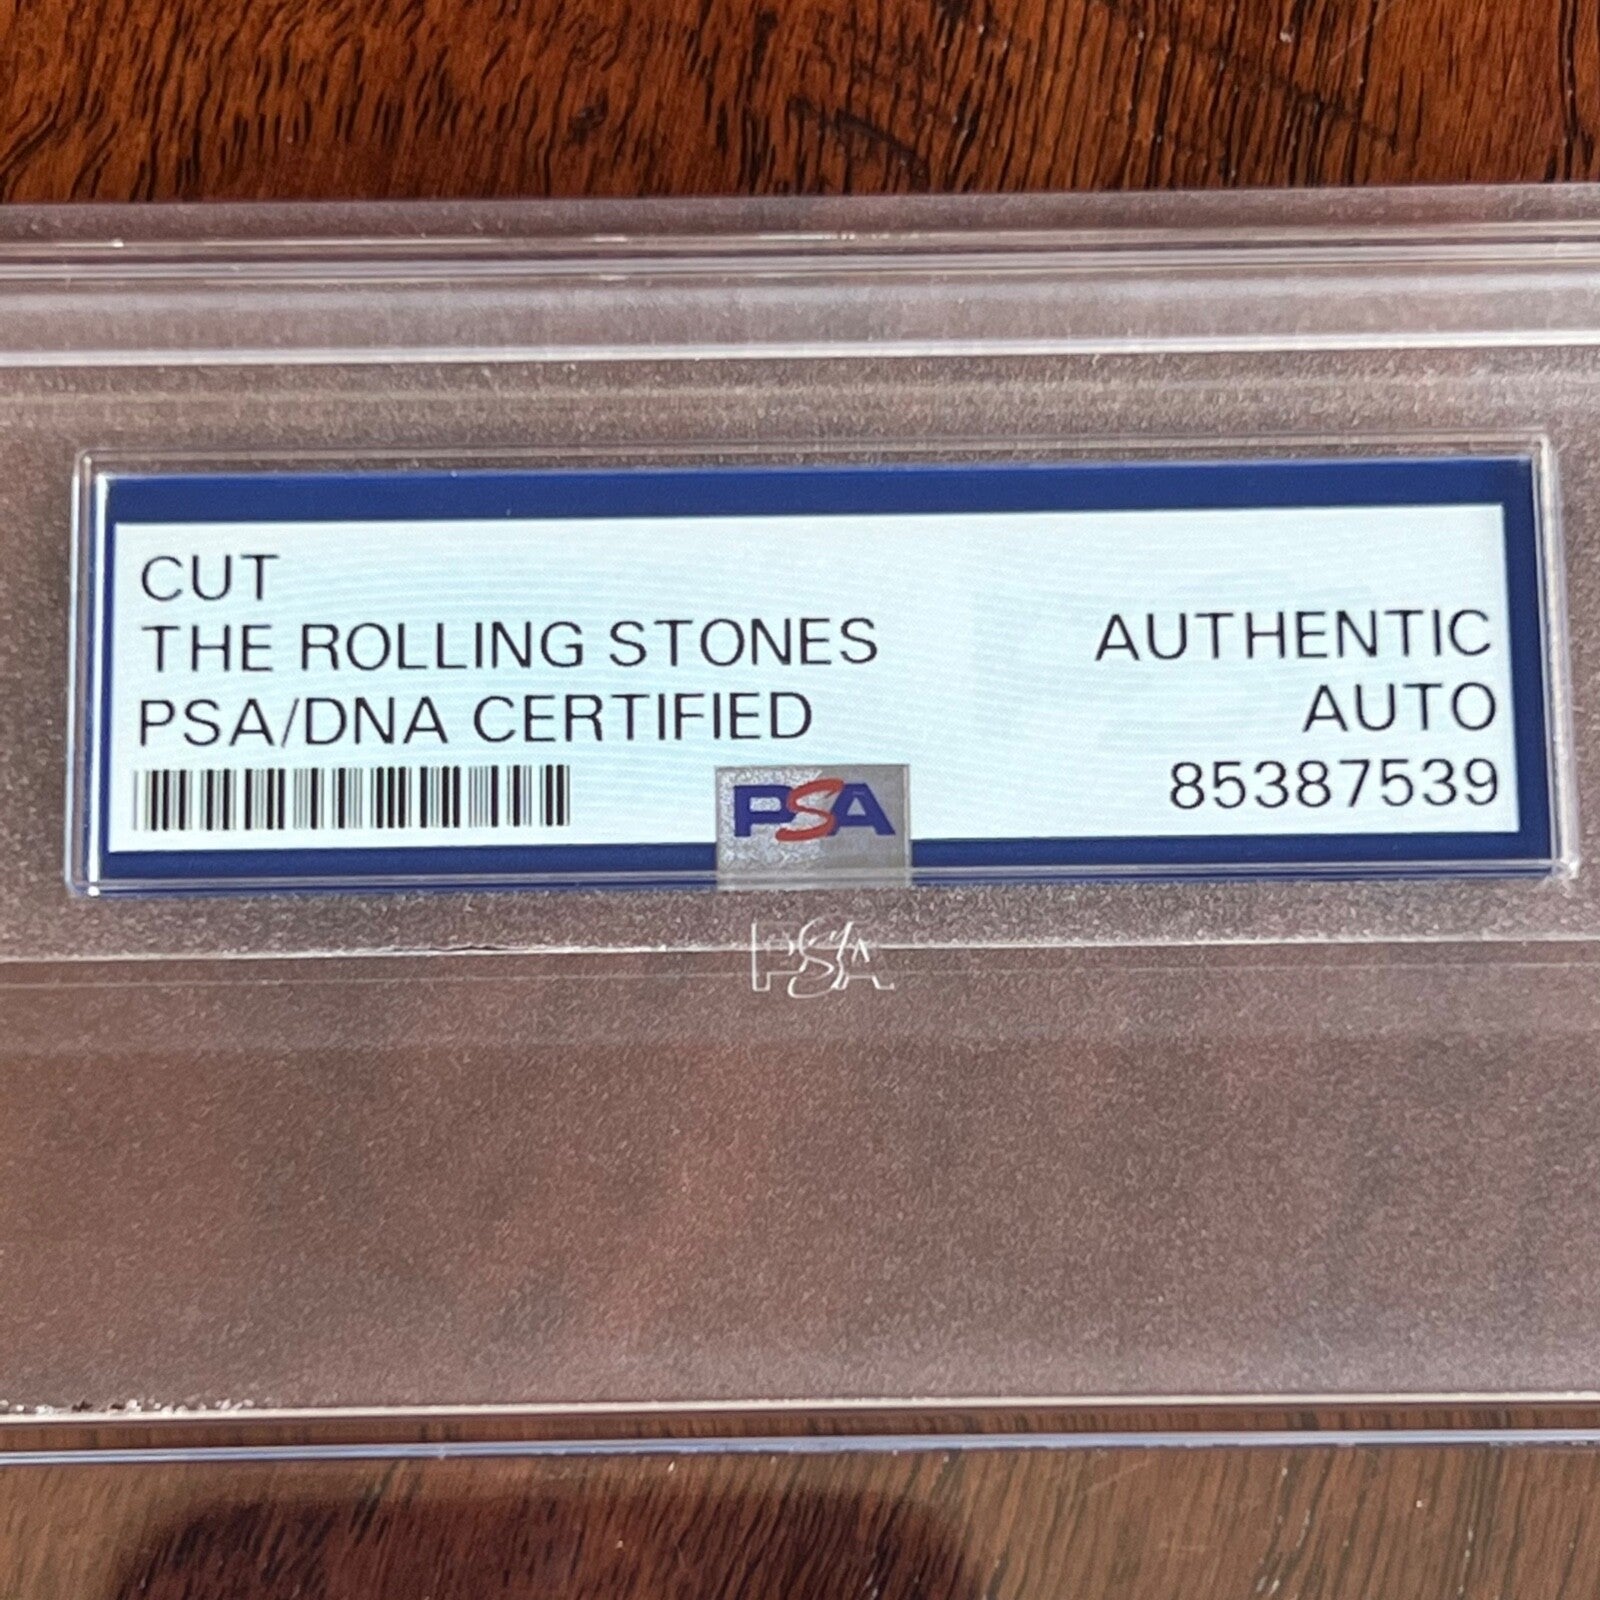 CUT
THE ROLLING STONES
PSA/DNA CERTIFIED
AUTHENTIC
AUTO
85387539
PSA
PSA